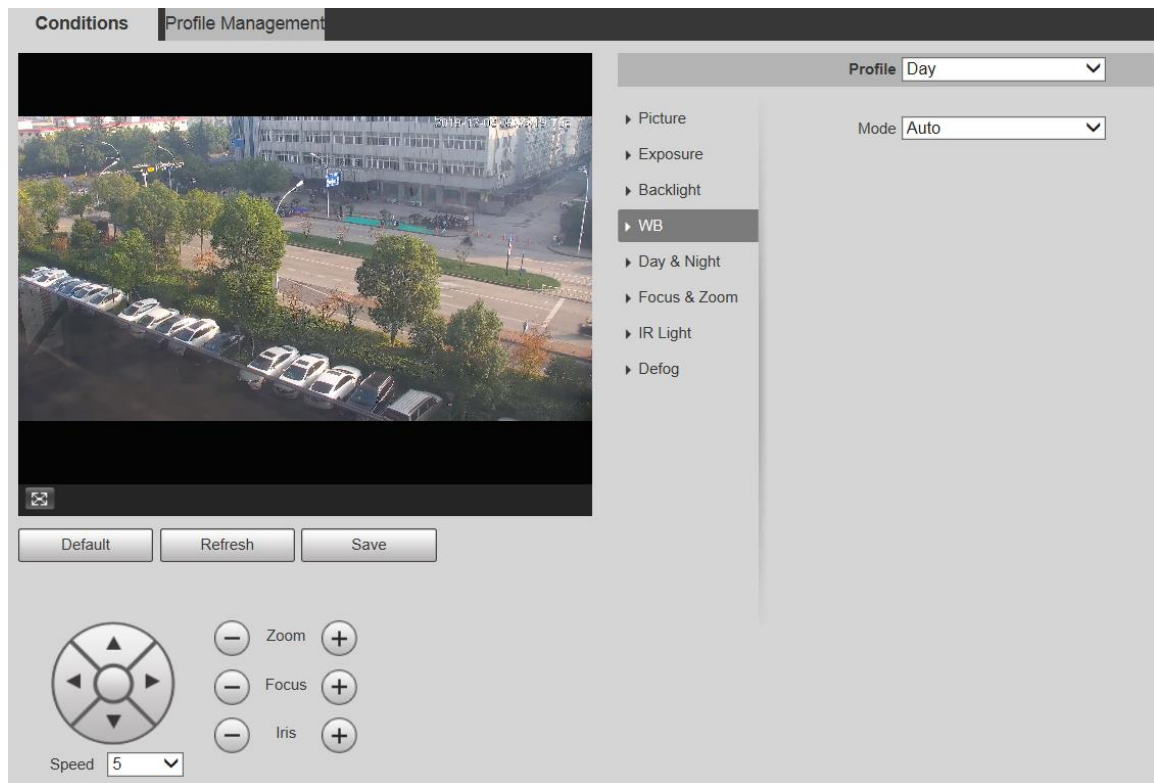 Conditions
Profile Management
Profile Day
Picture
Exposure
Backlight
WB
Day & Night
Focus & Zoom
IR Light
Defog
Mode Auto
Default
Refresh
Save
Zoom
Focus
Iris
Speed 5